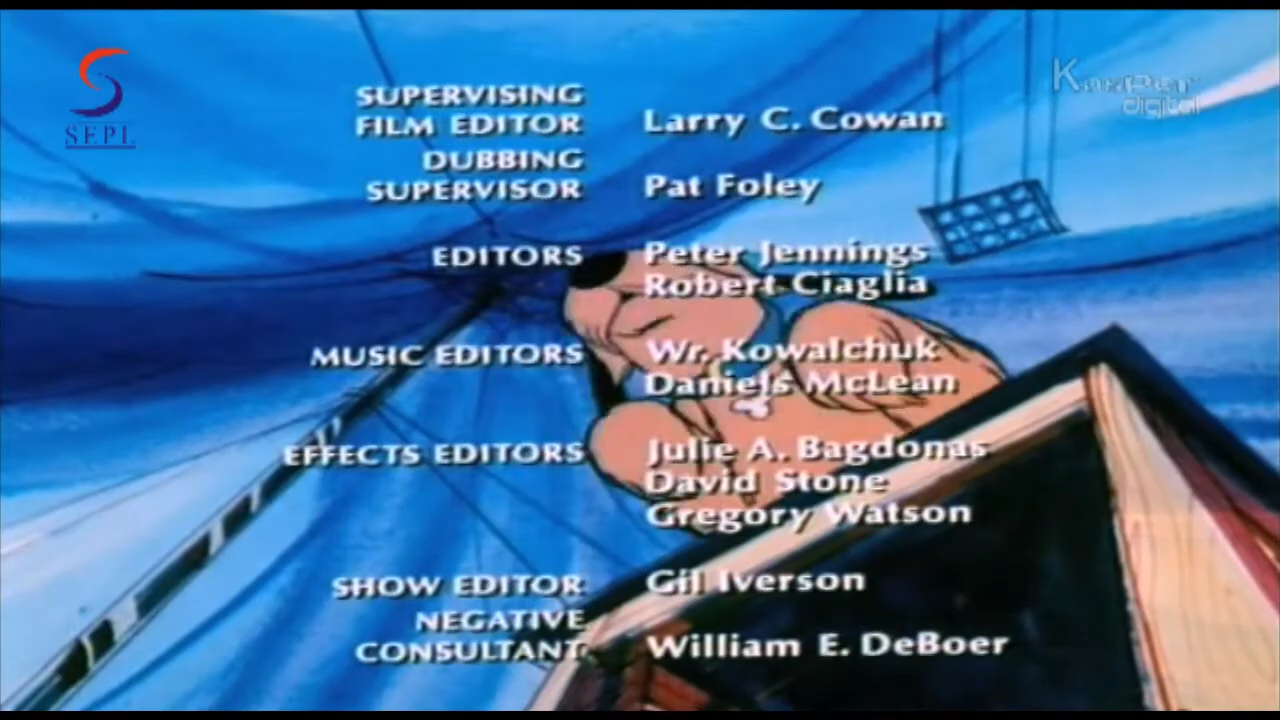 SEPL
digital
SUPERVISING
FILM EDITOR Larry C. Cowan
DUBBING
SUPERVISOR Pat Foley
EDITORS Peter Jennings
Robert Ciaglia
MUSIC EDITORS Wr. Kowalchuk
Daniels McLean
EFFECTS EDITORS Julie A. Bagdonas
David Stone
Gregory Watson
SHOW EDITOR Gil Iverson
NEGATIVE
CONSULTANT William E. DeBoer